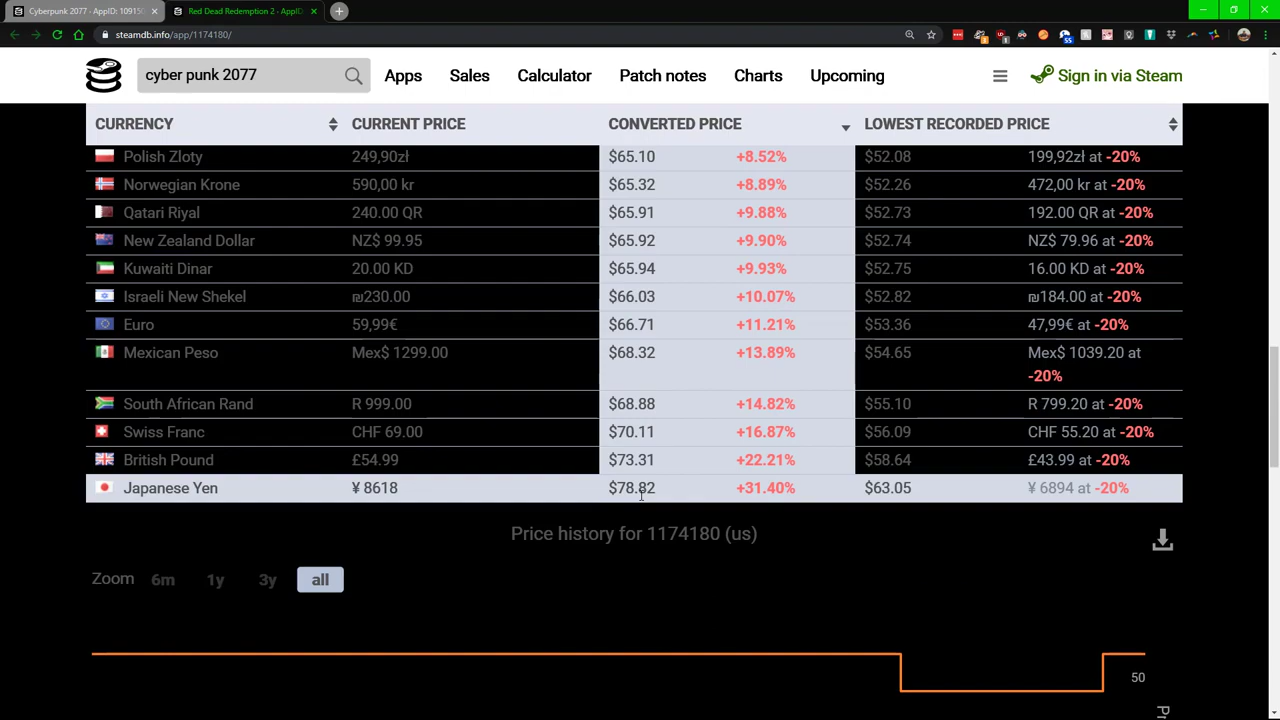 Cyberpunk 2077 - AppID: 10915
Red Dead Redemption 2 - AppID:
steamdb.info/app/1174180/
cyber punk 2077
Apps
Sales
Calculator
Patch notes
Charts
Upcoming
Sign in via Steam
CURRENCY CURRENT PRICE CONVERTED PRICE LOWEST RECORDED PRICE
Polish Zloty 249,90zł $65.10 +8.52% $52.08 199,92zł at -20%
Norwegian Krone 590,00 kr $65.32 +8.89% $52.26 472,00 kr at -20%
Qatari Riyal 240.00 QR $65.91 +9.88% $52.73 192.00 QR at -20%
New Zealand Dollar NZ$ 99.95 $65.92 +9.90% $52.74 NZ$ 79.96 at -20%
Kuwaiti Dinar 20.00 KD $65.94 +9.93% $52.75 16.00 KD at -20%
Israeli New Shekel ₪230.00 $66.03 +10.07% $52.82 ₪184.00 at -20%
Euro 59,99€ $66.71 +11.21% $53.36 47,99€ at -20%
Mexican Peso Mex$ 1299.00 $68.32 +13.89% $54.65 Mex$ 1039.20 at
-20%
South African Rand R 999.00 $68.88 +14.82% $55.10 R 799.20 at -20%
Swiss Franc CHF 69.00 $70.11 +16.87% $56.09 CHF 55.20 at -20%
British Pound £54.99 $73.31 +22.21% $58.64 £43.99 at -20%
Japanese Yen ¥ 8618 $78.82 +31.40% $63.05 ¥ 6894 at -20%
Price history for 1174180 (us)
Zoom 6m 1y 3y all
50